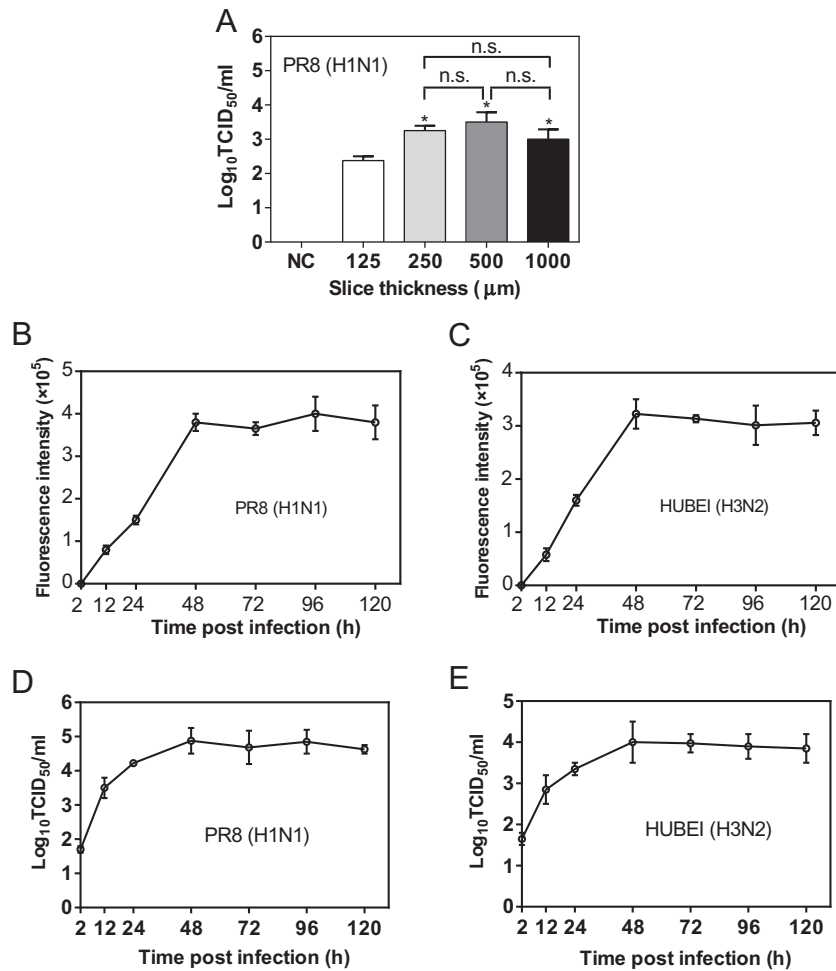 A
PR8 (H1N1)
n.s.
n.s.
n.s.
*
*
*
Log₁₀TCID₅₀/ml
6
5
4
3
2
1
0
NC 125 250 500 1000
Slice thickness ( μm)
B
Fluorescence intensity (×10⁵)
5
4
3
2
1
0
PR8 (H1N1)
2 12 24 48 72 96 120
Time post infection (h)
C
Fluorescence intensity (×10⁵)
4
3
2
1
0
HUBEI (H3N2)
2 12 24 48 72 96 120
Time post infection (h)
D
Log₁₀TCID₅₀/ml
6
5
4
3
2
1
0
PR8 (H1N1)
2 12 24 48 72 96 120
Time post infection (h)
E
Log₁₀TCID₅₀/ml
5
4
3
2
1
0
HUBEI (H3N2)
2 12 24 48 72 96 120
Time post infection (h)